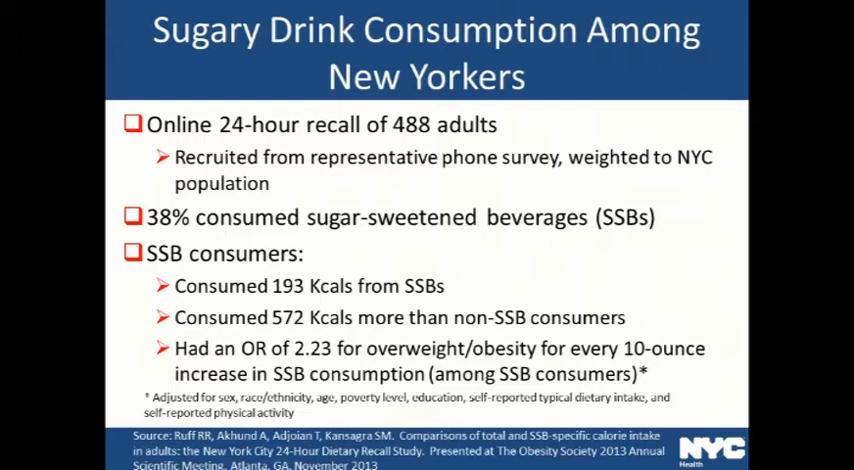 Sugary Drink Consumption Among
New Yorkers
Online 24-hour recall of 488 adults
Recruited from representative phone survey, weighted to NYC
population
38% consumed sugar-sweetened beverages (SSBs)
SSB consumers:
Consumed 193 Kcals from SSBs
Consumed 572 Kcals more than non-SSB consumers
Had an OR of 2.23 for overweight/obesity for every 10-ounce
increase in SSB consumption (among SSB consumers)*
* Adjusted for sex, race/ethnicity, age, poverty level, education, self-reported typical dietary intake, and
self-reported physical activity
Source: Ruff RR, Akhund A, Adjoian T, Kansagra SM. Comparisons of total and SSB-specific calorie intake
in adults: the New York City 24-Hour Dietary Recall Study. Presented at The Obesity Society 2013 Annual
Scientific Meeting, Atlanta, GA, November 2013
NYC
Health